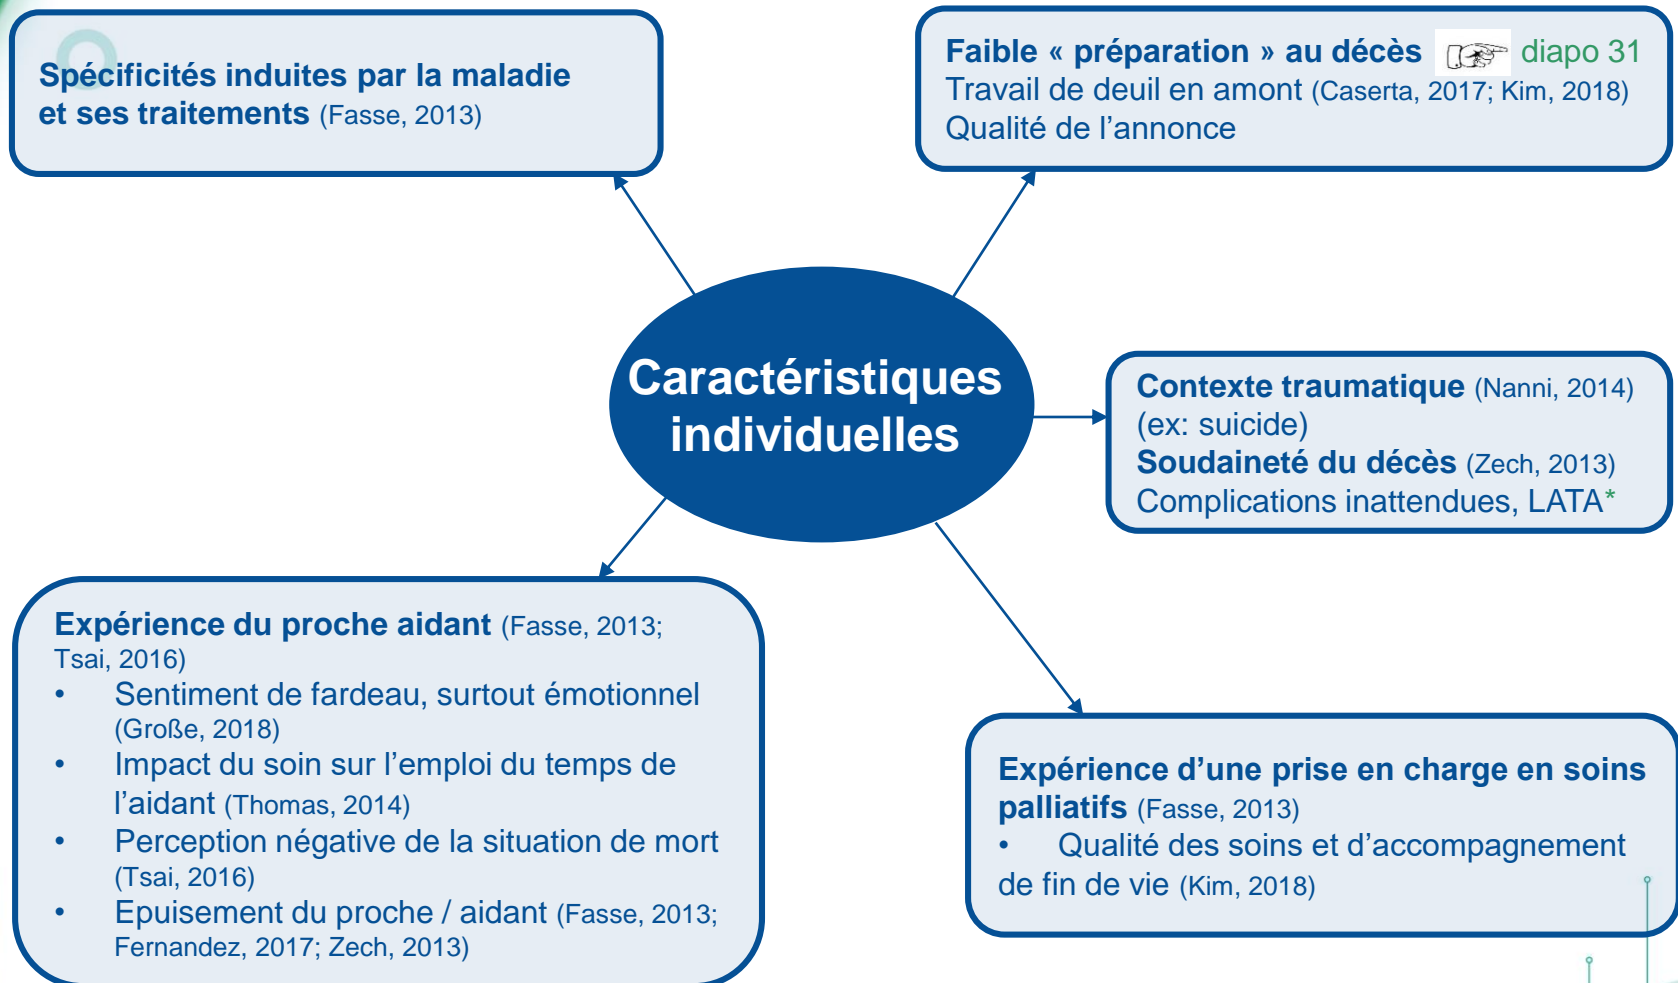 Spécificités induites par la maladie
et ses traitements (Fasse, 2013)
Faible « préparation » au décès diapo 31
Travail de deuil en amont (Caserta, 2017; Kim, 2018)
Qualité de l’annonce
Caractéristiques
individuelles
Contexte traumatique (Nanni, 2014)
(ex: suicide)
Soudaineté du décès (Zech, 2013)
Complications inattendues, LATA*
Expérience du proche aidant (Fasse, 2013;
Tsai, 2016)
• Sentiment de fardeau, surtout émotionnel
(Große, 2018)
• Impact du soin sur l’emploi du temps de
l’aidant (Thomas, 2014)
• Perception négative de la situation de mort
(Tsai, 2016)
• Epuisement du proche / aidant (Fasse, 2013;
Fernandez, 2017; Zech, 2013)
Expérience d’une prise en charge en soins
palliatifs (Fasse, 2013)
• Qualité des soins et d’accompagnement
de fin de vie (Kim, 2018)